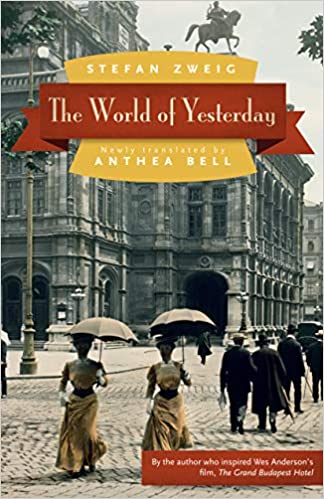 STEFAN ZWEIG
The World of Yesterday
Newly translated by
ANTHEA BELL
By the author who inspired Wes Anderson's
film, The Grand Budapest Hotel